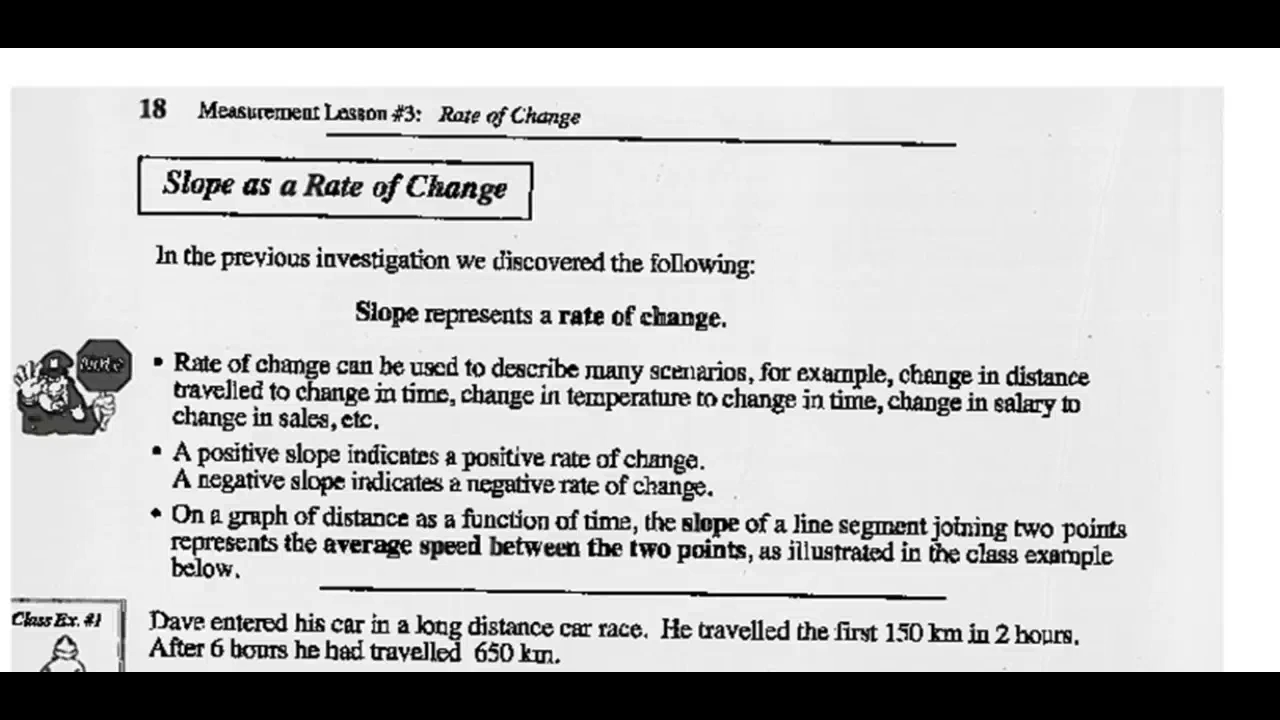 18 Measurement Lesson #3: Rate of Change
Slope as a Rate of Change
In the previous investigation we discovered the following:
Slope represents a rate of change.
Note
• Rate of change can be used to describe many scenarios, for example, change in distance
travelled to change in time, change in temperature to change in time, change in salary to
change in sales, etc.
• A positive slope indicates a positive rate of change.
A negative slope indicates a negative rate of change.
• On a graph of distance as a function of time, the slope of a line segment joining two points
represents the average speed between the two points, as illustrated in the class example
below.
Class Ex. #1
Dave entered his car in a long distance car race. He travelled the first 150 km in 2 hours.
After 6 hours he had travelled 650 km.